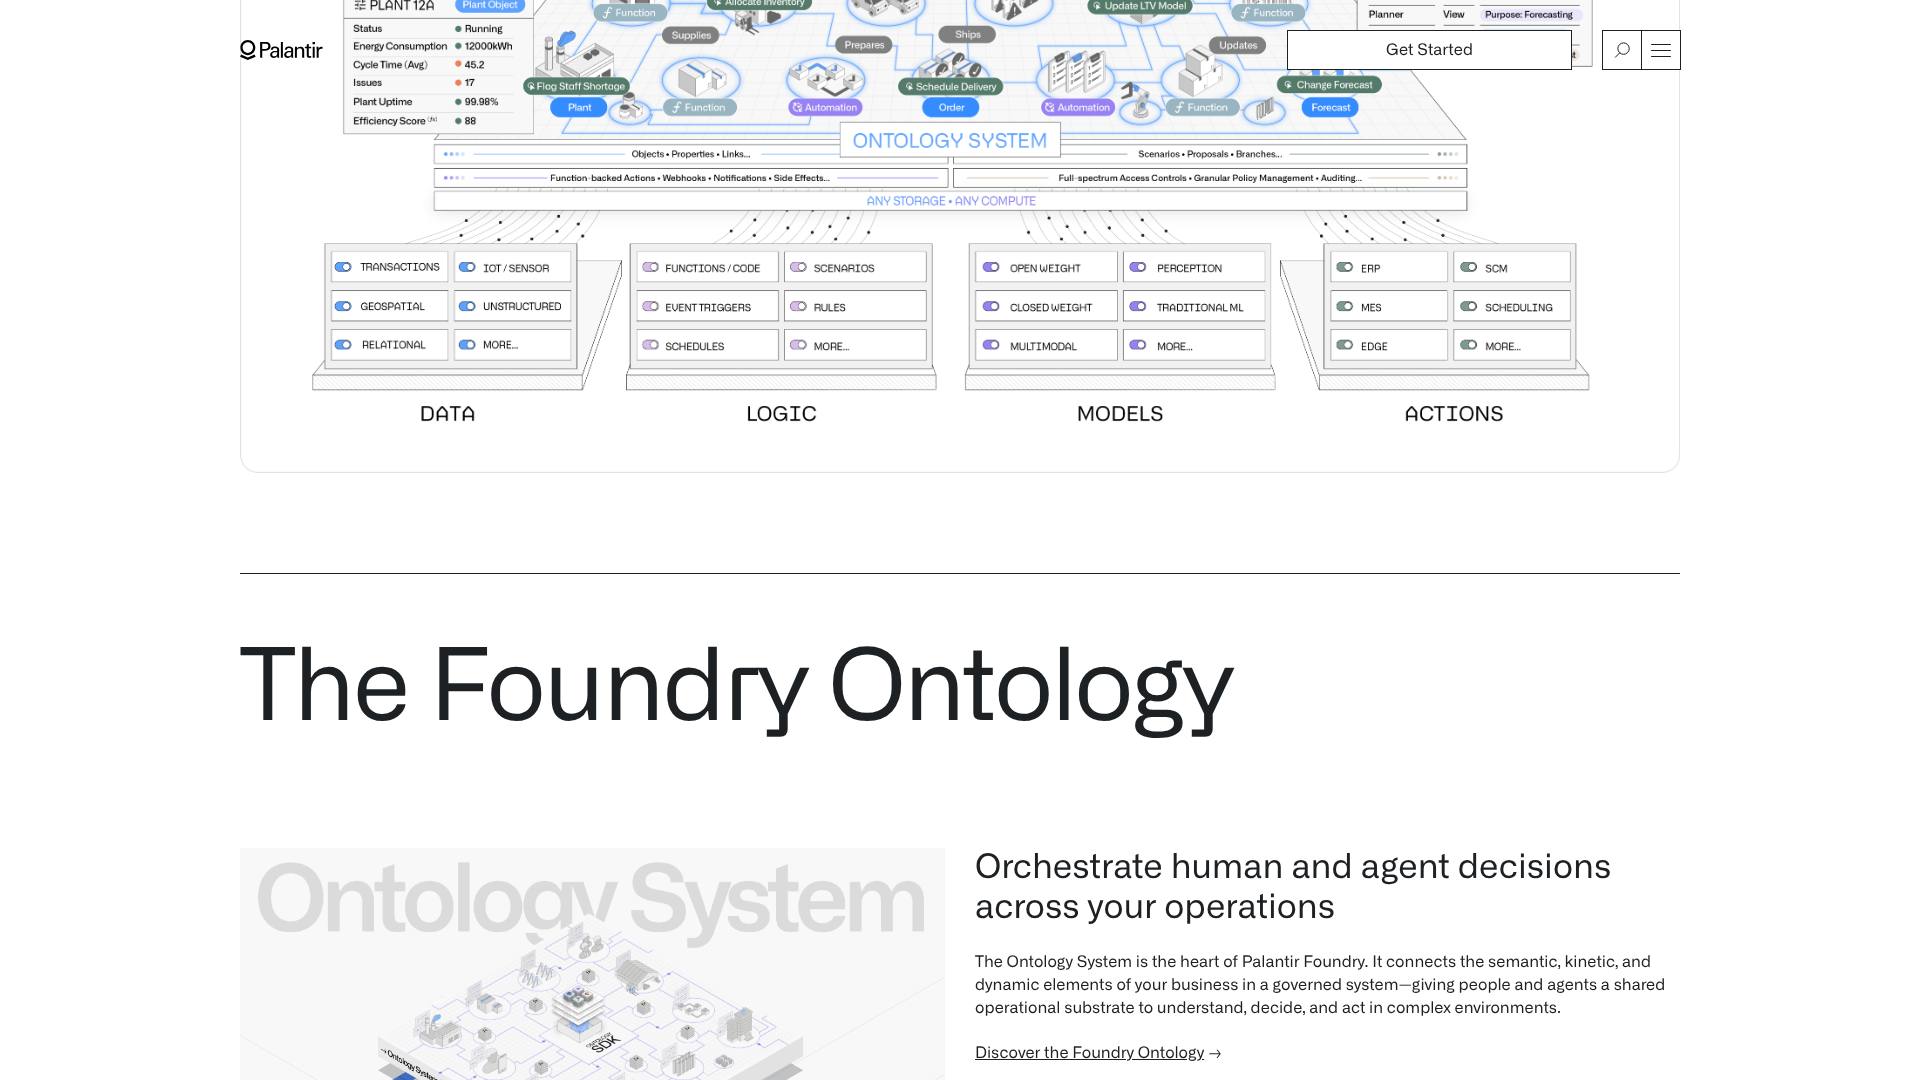 PLANT 12A
Plant Object
Status
Running
Energy Consumption
12000kWh
Cycle Time (Avg)
45.2
Issues
17
Plant Uptime
99.98%
Efficiency Score (fx)
88
Palantir
Get Started
Planner
View
Purpose: Forecasting
Function
Allocate Inventory
Update LTV Model
Function
Supplies
Prepares
Ships
Updates
Flag Staff Shortage
Schedule Delivery
Change Forecast
Plant
Function
Automation
Order
Automation
Function
Forecast
ONTOLOGY SYSTEM
Objects • Properties • Links...
Scenarios • Proposals • Branches...
Function-backed Actions • Webhooks • Notifications • Side Effects...
Full-spectrum Access Controls • Granular Policy Management • Auditing...
ANY STORAGE • ANY COMPUTE
TRANSACTIONS
IOT / SENSOR
GEOSPATIAL
UNSTRUCTURED
RELATIONAL
MORE...
DATA
FUNCTIONS / CODE
SCENARIOS
EVENT TRIGGERS
RULES
SCHEDULES
MORE...
LOGIC
OPEN WEIGHT
PERCEPTION
CLOSED WEIGHT
TRADITIONAL ML
MULTIMODAL
MORE...
MODELS
ERP
SCM
MES
SCHEDULING
EDGE
MORE...
ACTIONS
The Foundry Ontology
Ontology System
ONTOLOGY
SDK
Ontology System
Orchestrate human and agent decisions
across your operations
The Ontology System is the heart of Palantir Foundry. It connects the semantic, kinetic, and
dynamic elements of your business in a governed system—giving people and agents a shared
operational substrate to understand, decide, and act in complex environments.
Discover the Foundry Ontology →